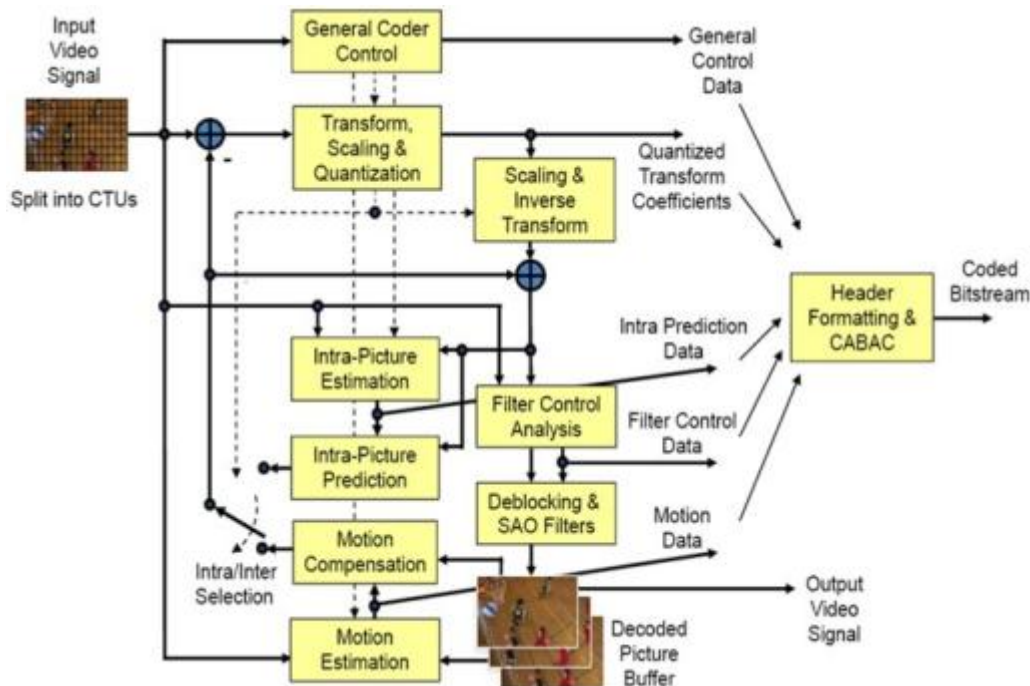 Input
Video
Signal
General Coder
Control
General
Control
Data
Transform,
Scaling &
Quantization
-
Quantized
Transform
Coefficients
Split into CTUs
Scaling &
Inverse
Transform
Coded
Bitstream
Header
Formatting &
CABAC
Intra Prediction
Data
Intra-Picture
Estimation
Filter Control
Analysis
Filter Control
Data
Intra-Picture
Prediction
Deblocking &
SAO Filters
Motion
Data
Motion
Compensation
Intra/Inter
Selection
Output
Video
Signal
Motion
Estimation
Decoded
Picture
Buffer